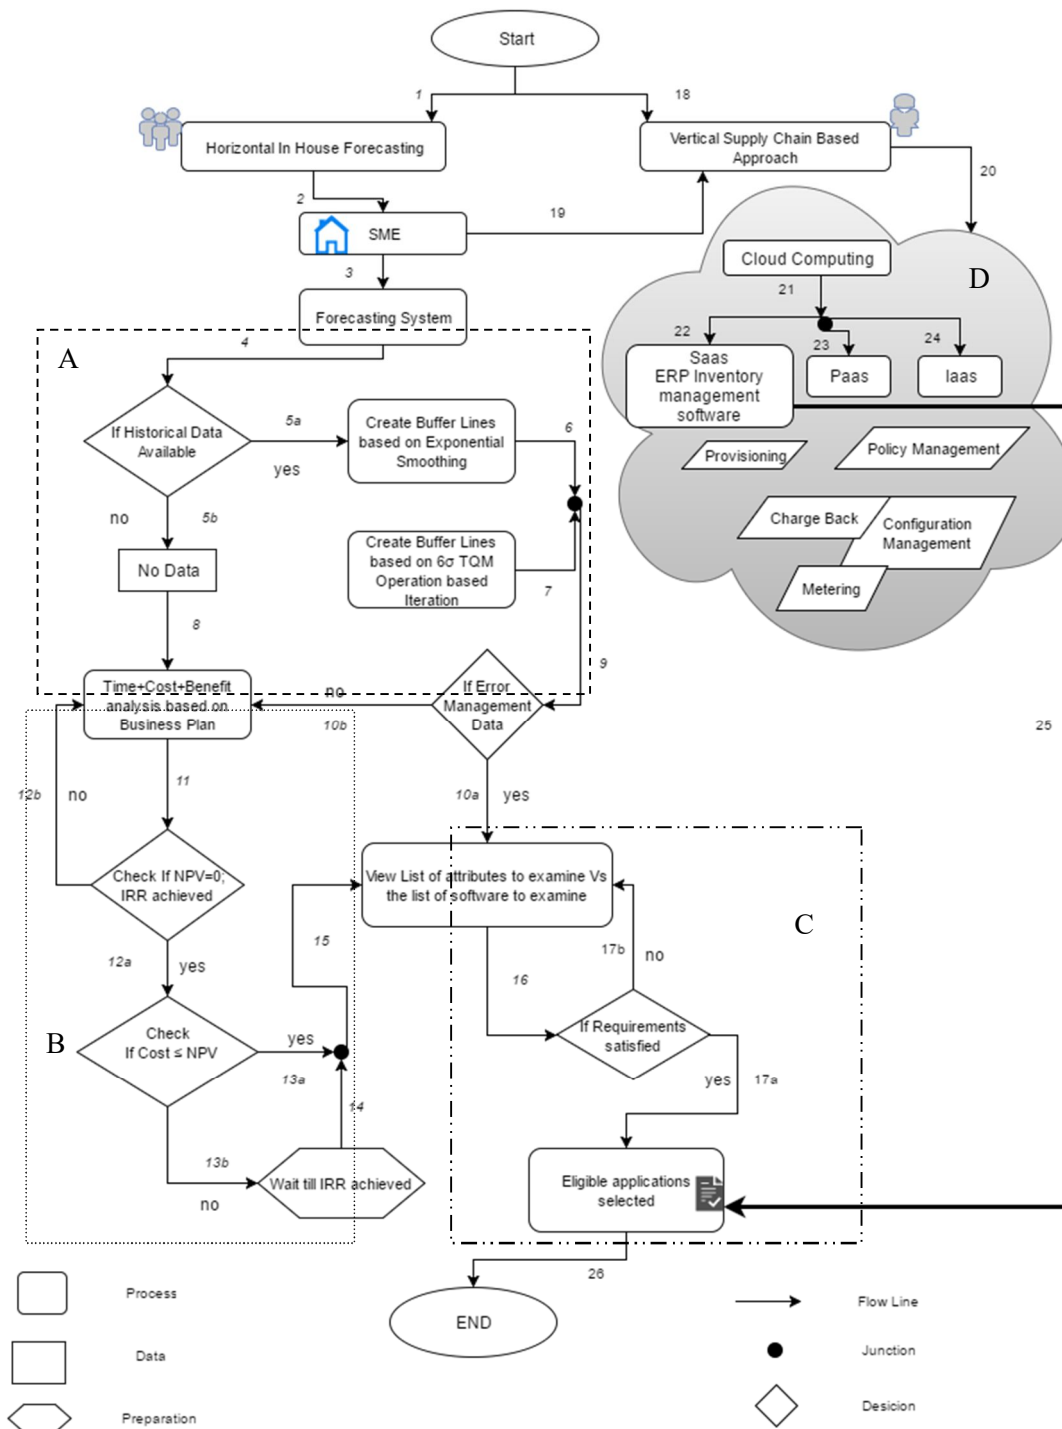 Start
1
18
Horizontal In House Forecasting
Vertical Supply Chain Based
Approach
2
19
20
SME
3
Cloud Computing
D
21
Forecasting System
4
A
22
23
24
Saas
ERP Inventory
management
software
Paas
Iaas
If Historical Data
Available
5a
yes
Create Buffer Lines
based on Exponential
Smoothing
6
Provisioning
Policy Management
no
5b
Charge Back
Configuration
Management
Create Buffer Lines
based on 6σ TQM
Operation based
Iteration
7
No Data
Metering
8
9
Time+Cost+Benefit
analysis based on
Business Plan
no
10b
If Error
Management
Data
25
11
12b
no
10a
yes
Check If NPV=0,
IRR achieved
View List of attributes to examine Vs
the list of software to examine
C
15
17b
no
12a
yes
16
B
Check
If Cost ≤ NPV
yes
13a
If Requirements
satisfied
yes
17a
14
13b
no
Wait till IRR achieved
Eligible applications
selected
26
END
Process
Flow Line
Data
Junction
Preparation
Desicion